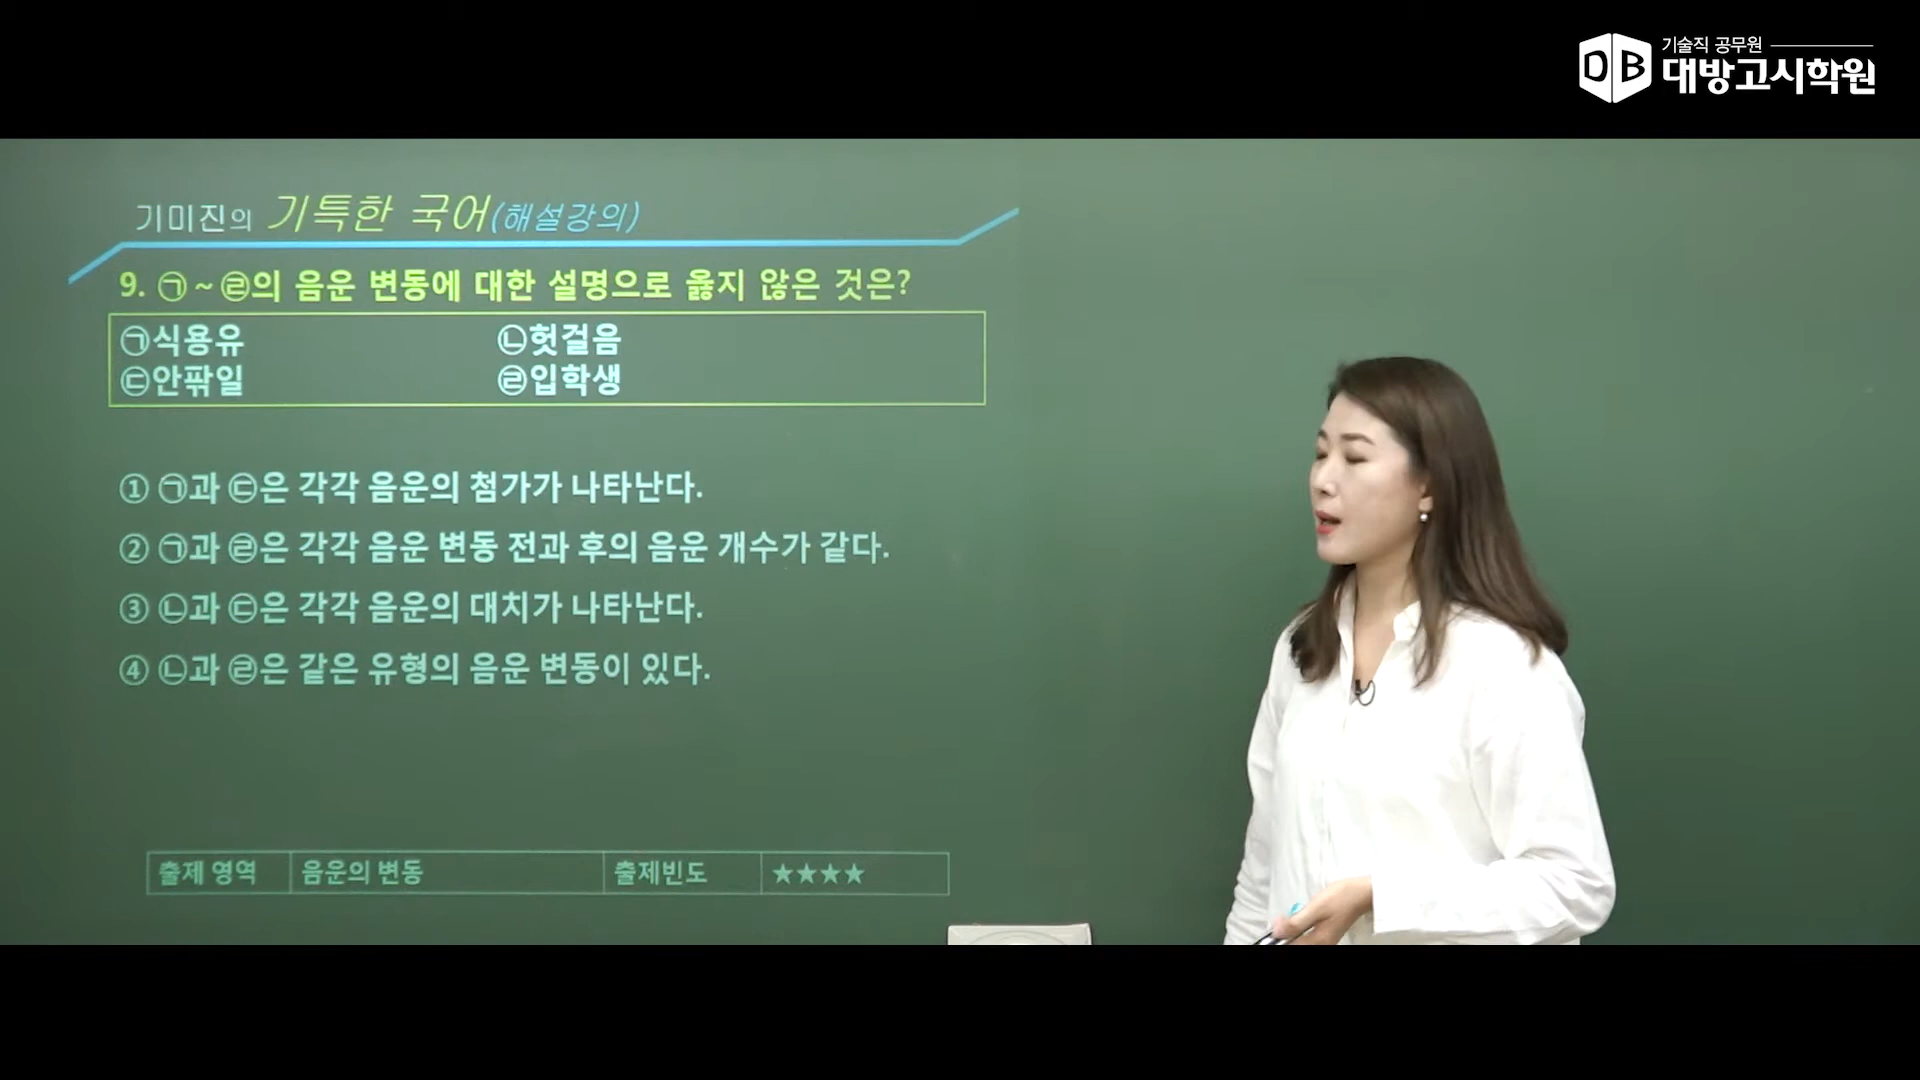 기술직 공무원
대방고시학원
기미진의 기특한 국어(해설강의)
9. ㉠~㉣의 음운 변동에 대한 설명으로 옳지 않은 것은?
㉠식용유 ㉡헛걸음
㉢안팎일 ㉣입학생
① ㉠과 ㉢은 각각 음운의 첨가가 나타난다.
② ㉠과 ㉣은 각각 음운 변동 전과 후의 음운 개수가 같다.
③ ㉡과 ㉢은 각각 음운의 대치가 나타난다.
④ ㉡과 ㉣은 같은 유형의 음운 변동이 있다.
출제 영역 음운의 변동 출제빈도 ★★★★